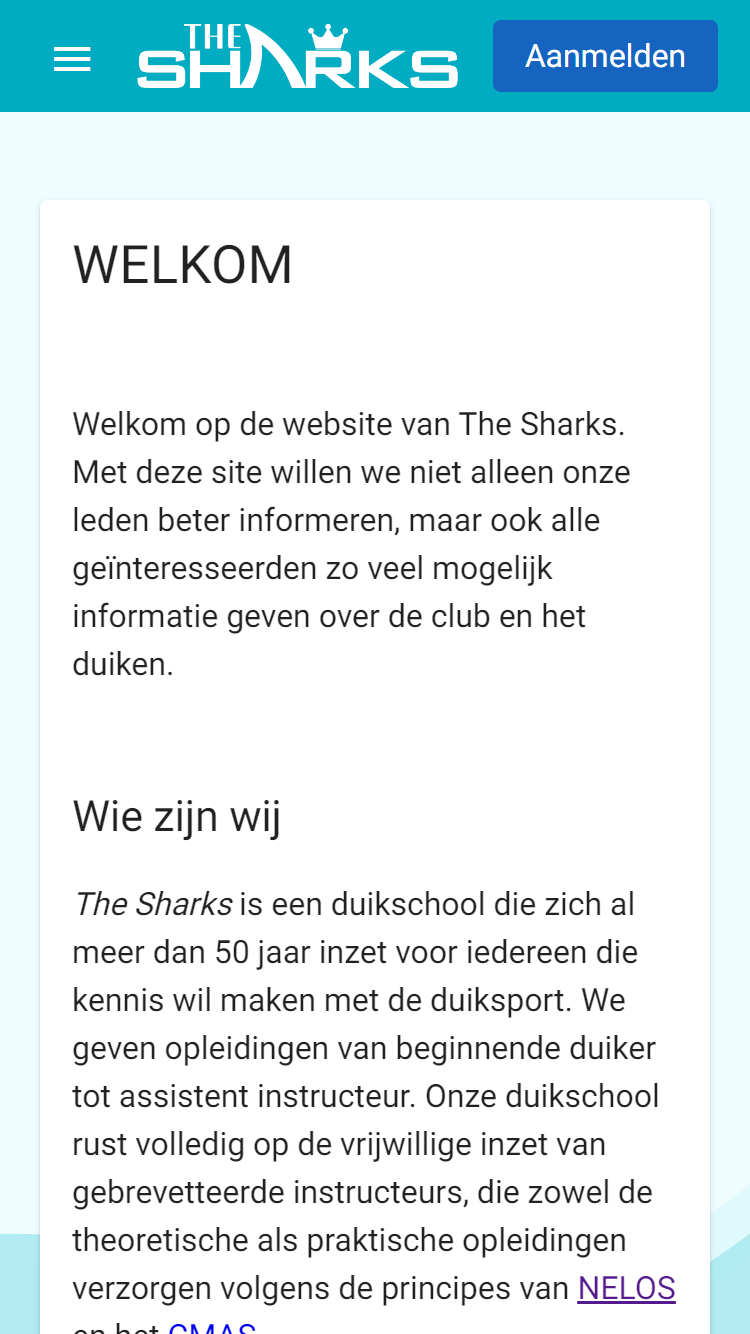 THE SHARKS
Aanmelden
WELKOM
Welkom op de website van The Sharks.
Met deze site willen we niet alleen onze
leden beter informeren, maar ook alle
geïnteresseerden zo veel mogelijk
informatie geven over de club en het
duiken.
Wie zijn wij
The Sharks is een duikschool die zich al
meer dan 50 jaar inzet voor iedereen die
kennis wil maken met de duiksport. We
geven opleidingen van beginnende duiker
tot assistent instructeur. Onze duikschool
rust volledig op de vrijwillige inzet van
gebrevetteerde instructeurs, die zowel de
theoretische als praktische opleidingen
verzorgen volgens de principes van NELOS
en het CMAS